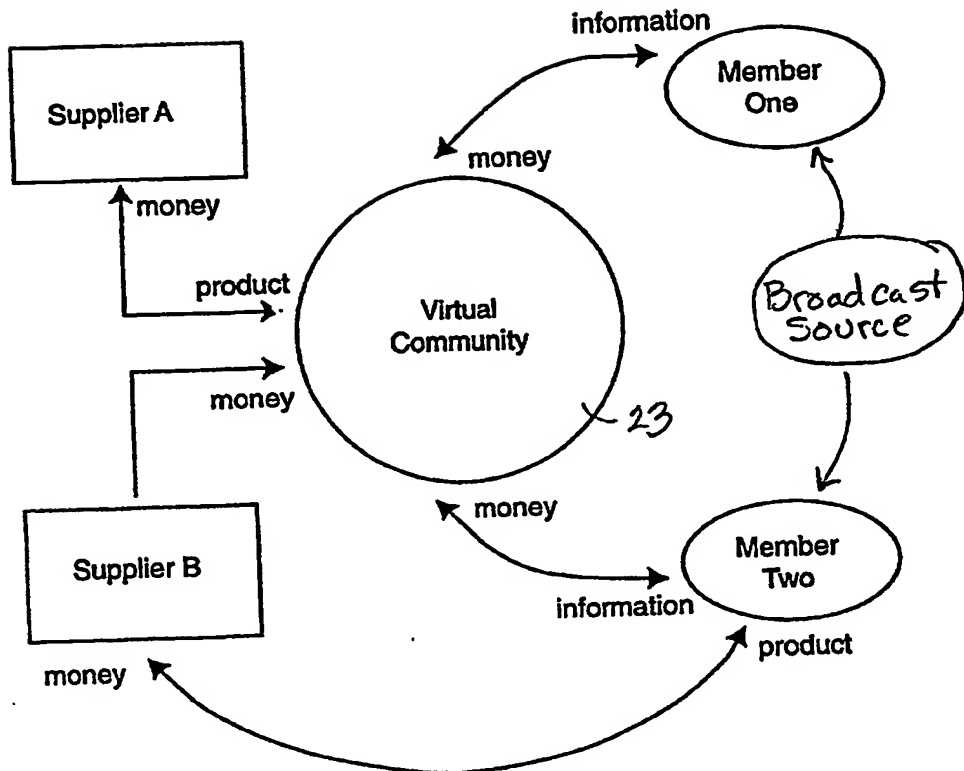 information
Member
One
Supplier A
money
money
product
Broadcast
Source
Virtual
Community
money
23
money
Supplier B
Member
Two
information
product
money